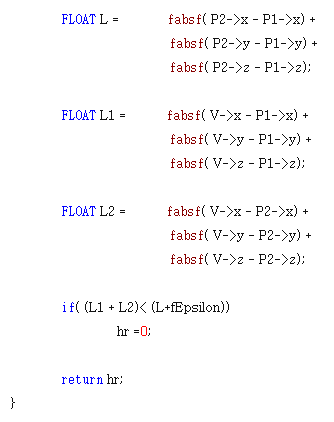 FLOAT L = fabsf( P2->x - P1->x) +
fabsf( P2->y - P1->y) +
fabsf( P2->z - P1->z);
FLOAT L1 = fabsf( V->x - P1->x) +
fabsf( V->y - P1->y) +
fabsf( V->z - P1->z);
FLOAT L2 = fabsf( V->x - P2->x) +
fabsf( V->y - P2->y) +
fabsf( V->z - P2->z);
if( (L1 + L2)< (L+fEpsilon))
hr =0;
return hr;
}